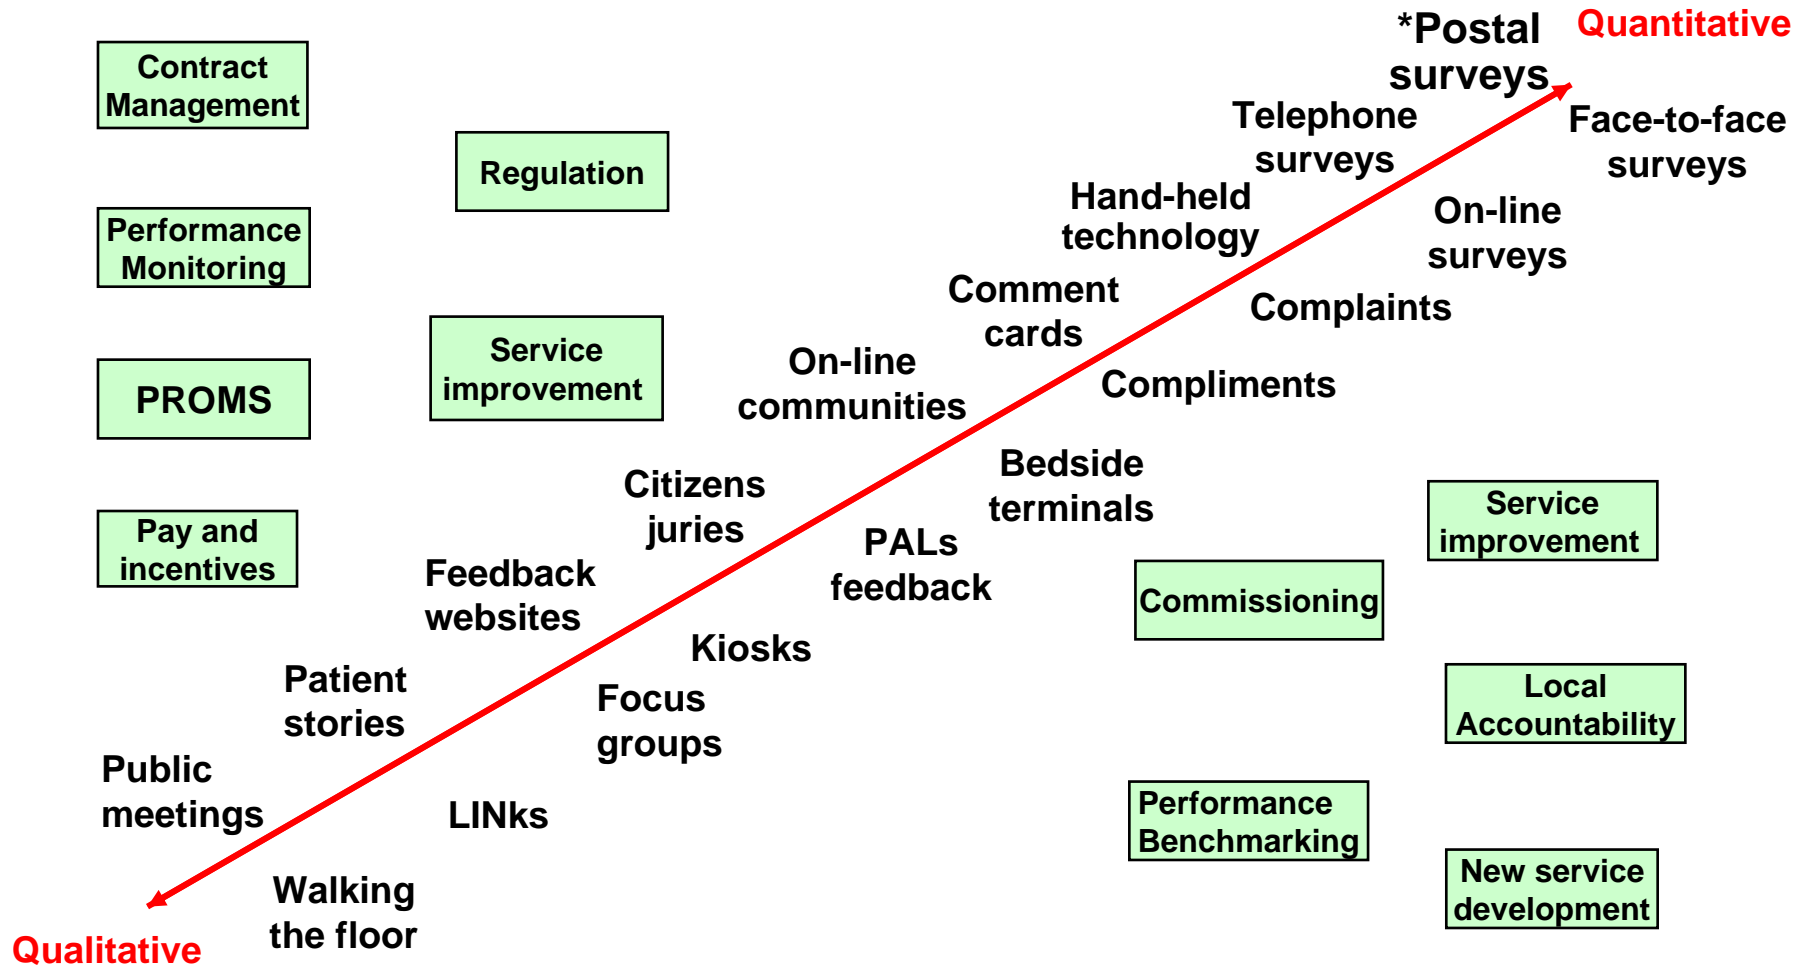 *Postal
surveys
Quantitative
Contract
Management
Telephone
surveys
Face-to-face
surveys
Regulation
Hand-held
technology
On-line
surveys
Performance
Monitoring
Comment
cards
Complaints
Service
improvement
On-line
communities
Compliments
PROMS
Citizens
juries
Bedside
terminals
Service
improvement
Pay and
incentives
PALs
feedback
Feedback
websites
Commissioning
Kiosks
Patient
stories
Focus
groups
Local
Accountability
Public
meetings
LINks
Performance
Benchmarking
Walking
the floor
New service
development
Qualitative